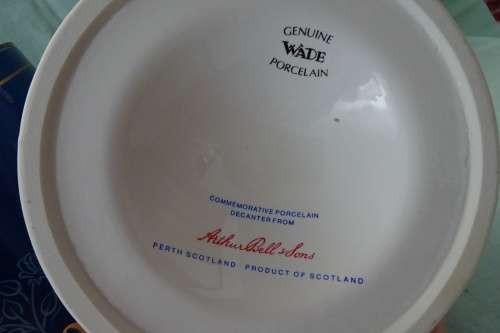 GENUINE
WADE
PORCELAIN
COMMEMORATIVE PORCELAIN
DECANTER FROM
Arthur Bell & Sons
PERTH SCOTLAND PRODUCT OF SCOTLAND